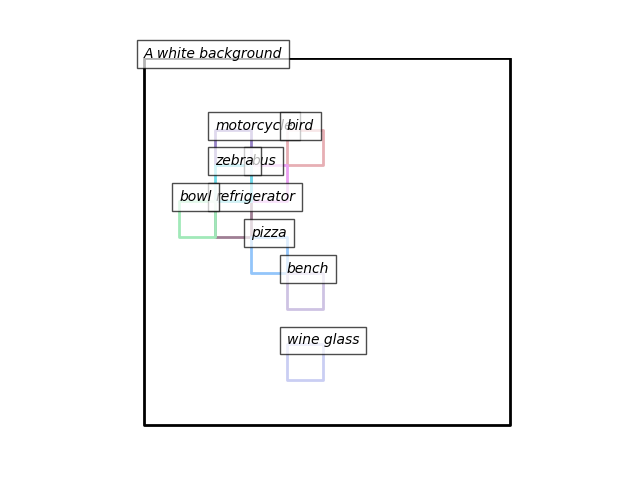 A white background
motorcycle
bird
zebra
bus
bowl
refrigerator
pizza
bench
wine glass